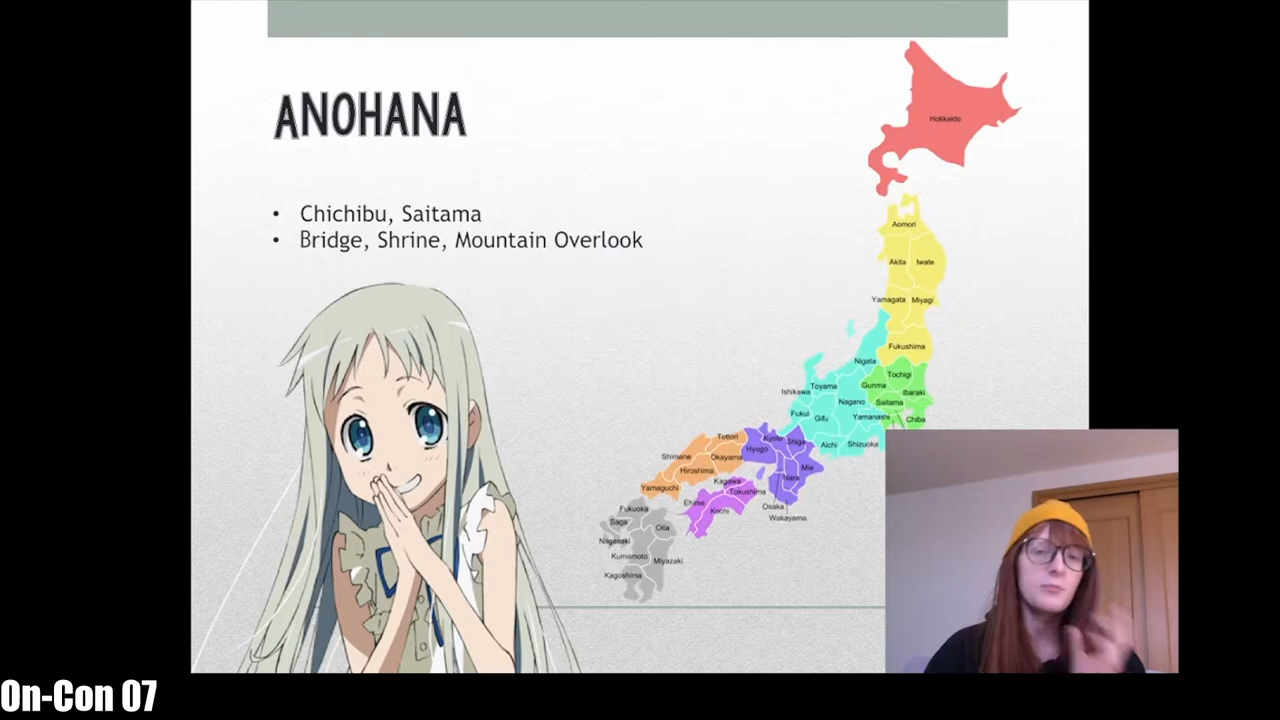 ANOHANA
• Chichibu, Saitama
• Bridge, Shrine, Mountain Overlook
Hokkaido
Aomori
Akita
Iwate
Yamagata
Miyagi
Fukushima
Nigata
Tochigi
Gunma
Ibaraki
Ishikawa
Toyama
Nagano
Saitama
Fukui
Gifu
Yamanashi
Chiba
Aichi
Shizuoka
Tottori
Kyoto
Shiga
Hyogo
Shimane
Okayama
Hiroshima
Mie
Nara
Yamaguchi
Kagawa
Tokushima
Ehime
Kochi
Osaka
Wakayama
Fukuoka
Saga
Oita
Nagasaki
Kumamoto
Miyazaki
Kagoshima
On-Con 07